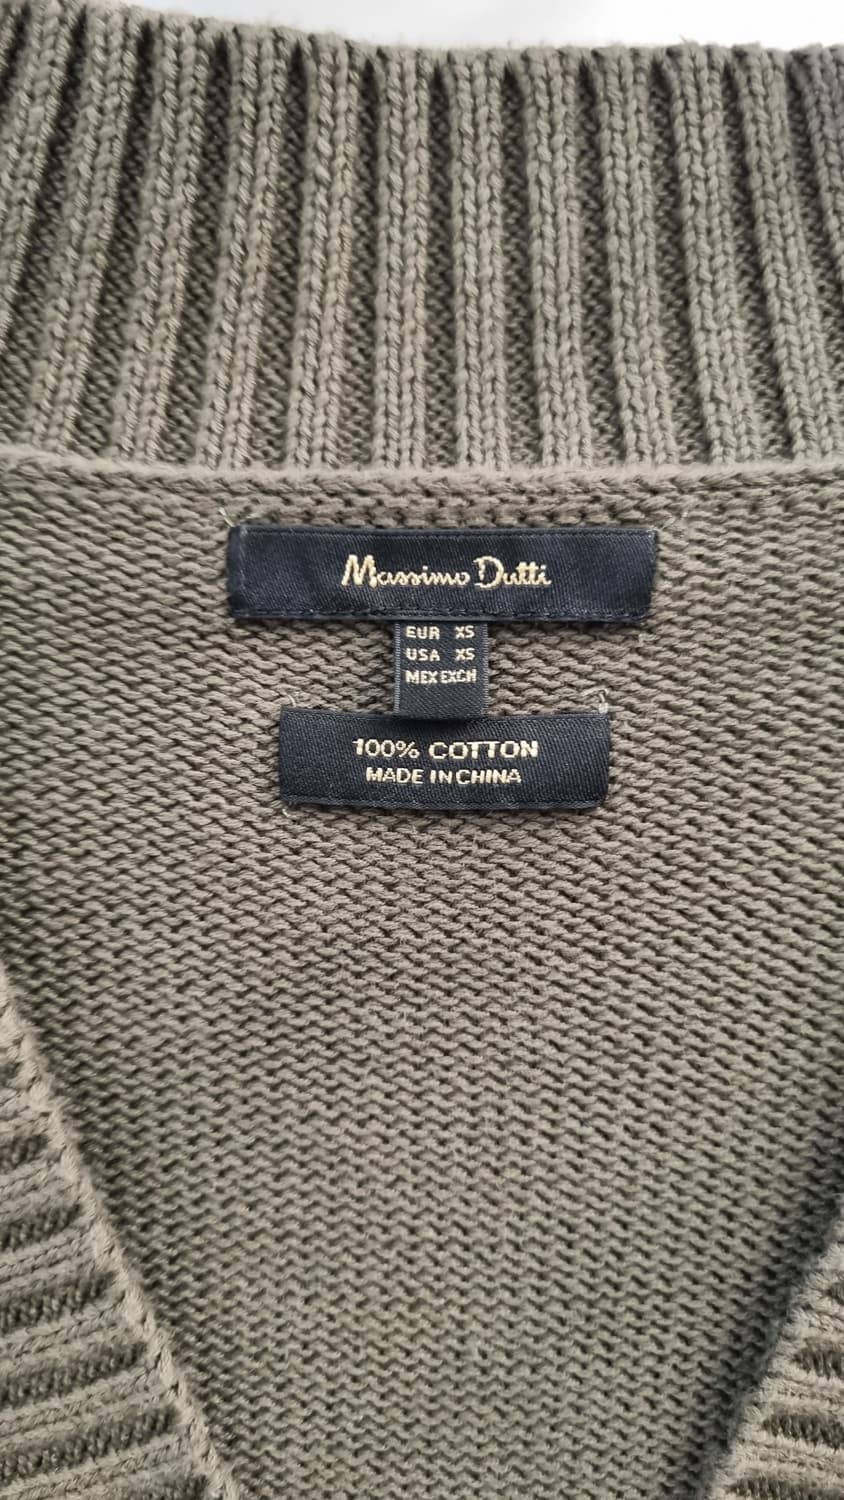 Massimo Dutti
EUR XS
USA XS
MEX EXCH
100% COTTON
MADE IN CHINA